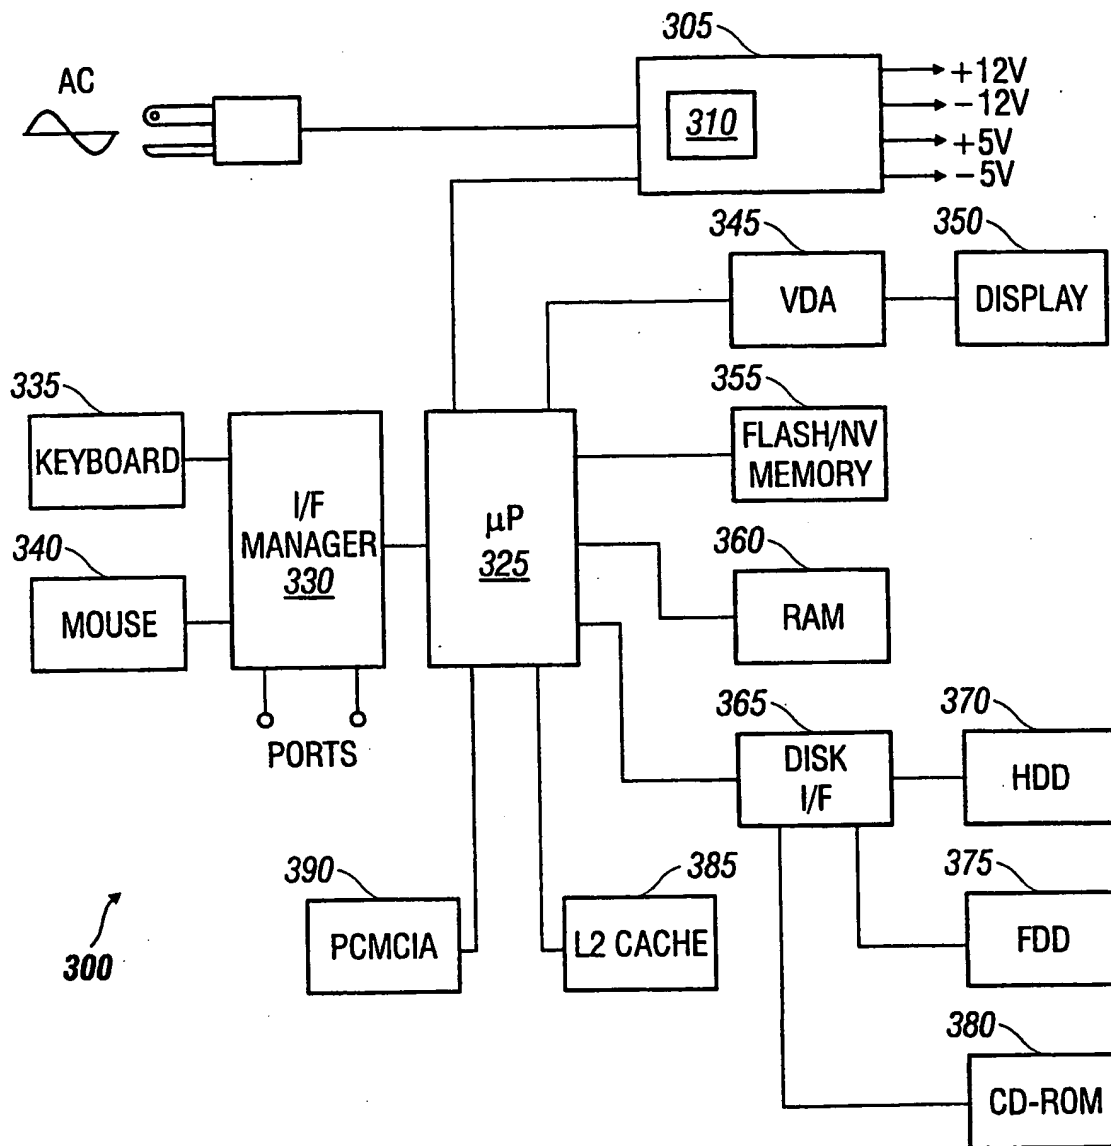 305
AC
310
+12V
−12V
+5V
−5V
345
350
VDA
DISPLAY
335
355
KEYBOARD
FLASH/NV
MEMORY
I/F
MANAGER
330
μP
325
340
360
MOUSE
RAM
PORTS
365
370
DISK
I/F
HDD
390
385
375
PCMCIA
L2 CACHE
FDD
300
380
CD-ROM